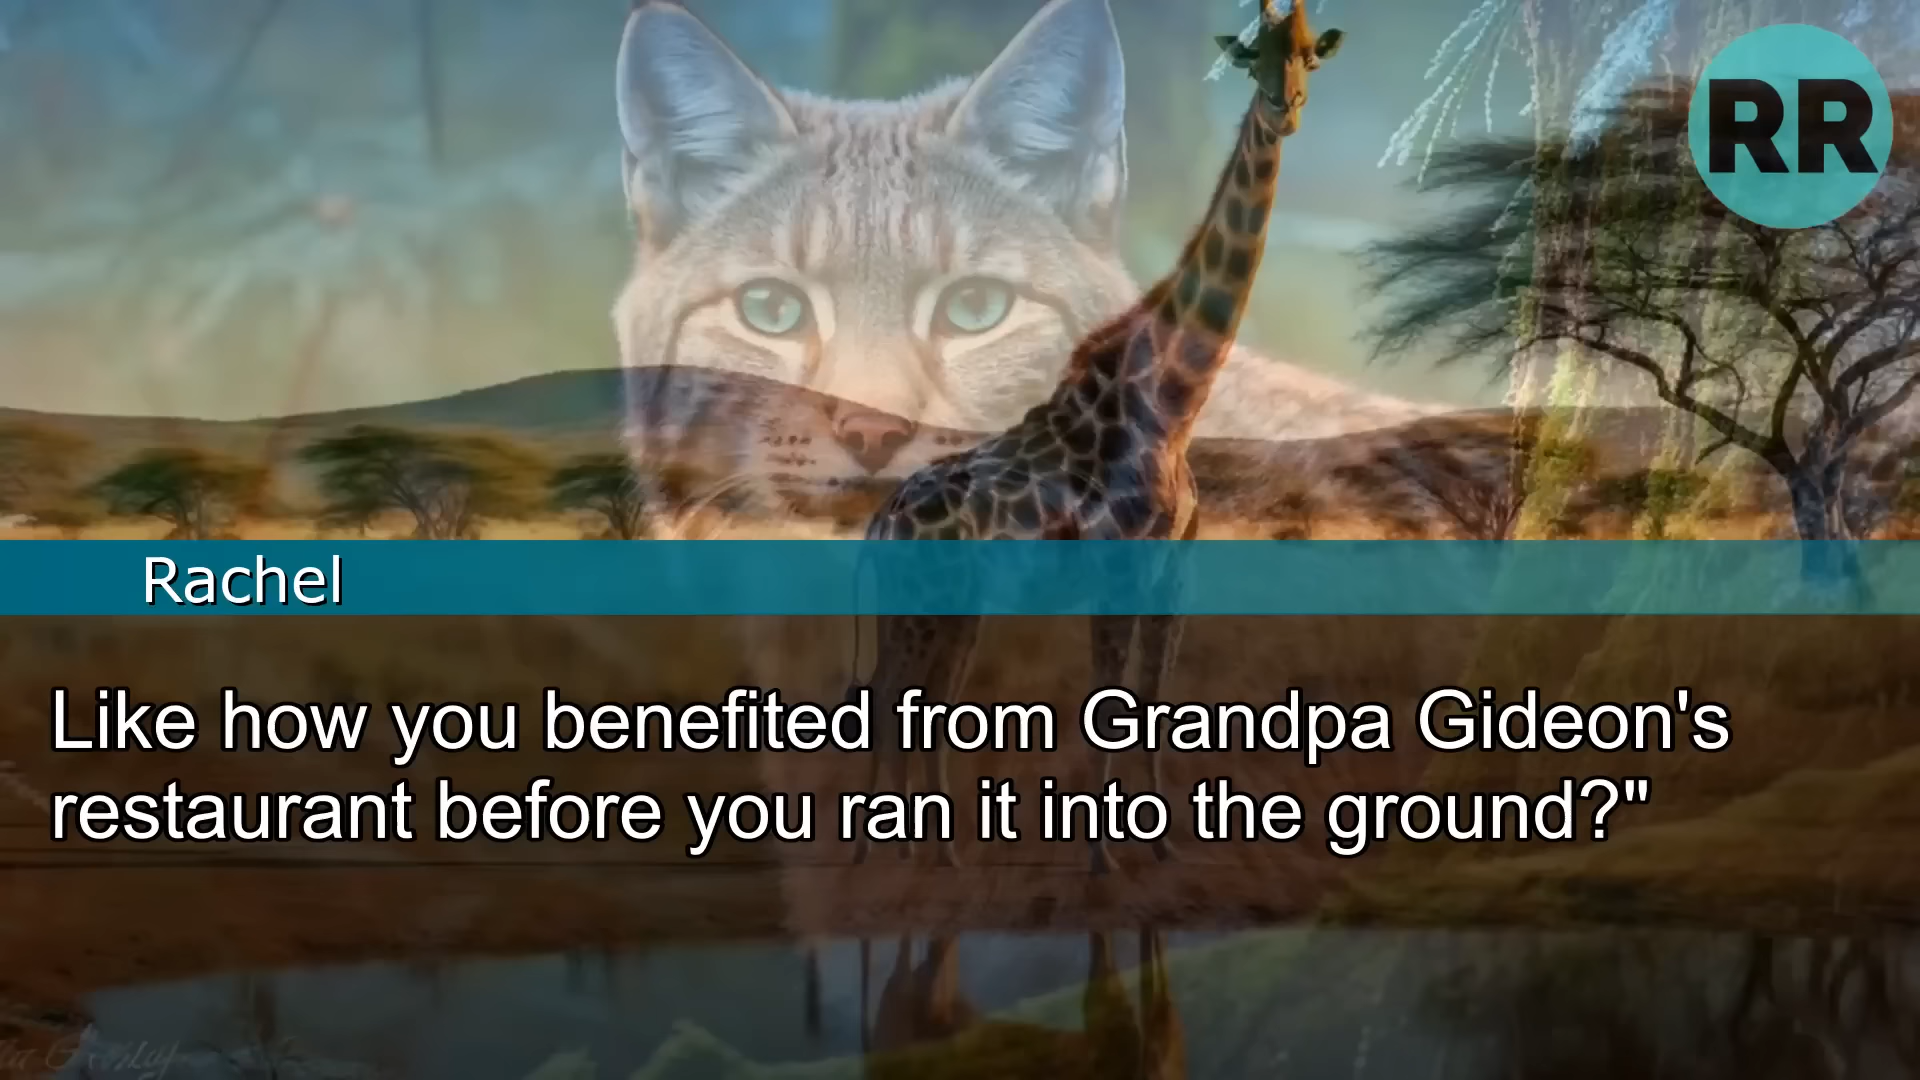 RR
Rachel
Like how you benefited from Grandpa Gideon's
restaurant before you ran it into the ground?"